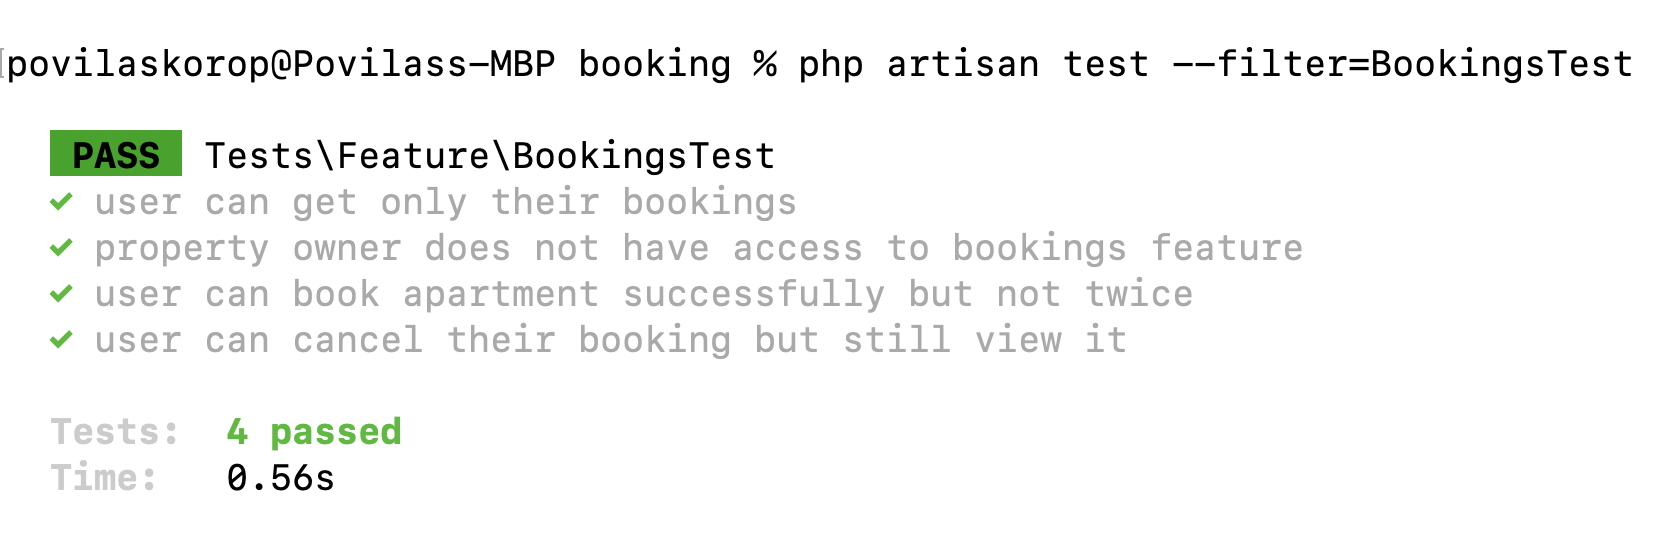 povilaskorop@Povilass-MBP booking % php artisan test --filter=BookingsTest
PASS Tests\Feature\BookingsTest
✓ user can get only their bookings
✓ property owner does not have access to bookings feature
✓ user can book apartment successfully but not twice
✓ user can cancel their booking but still view it
Tests: 4 passed
Time: 0.56s